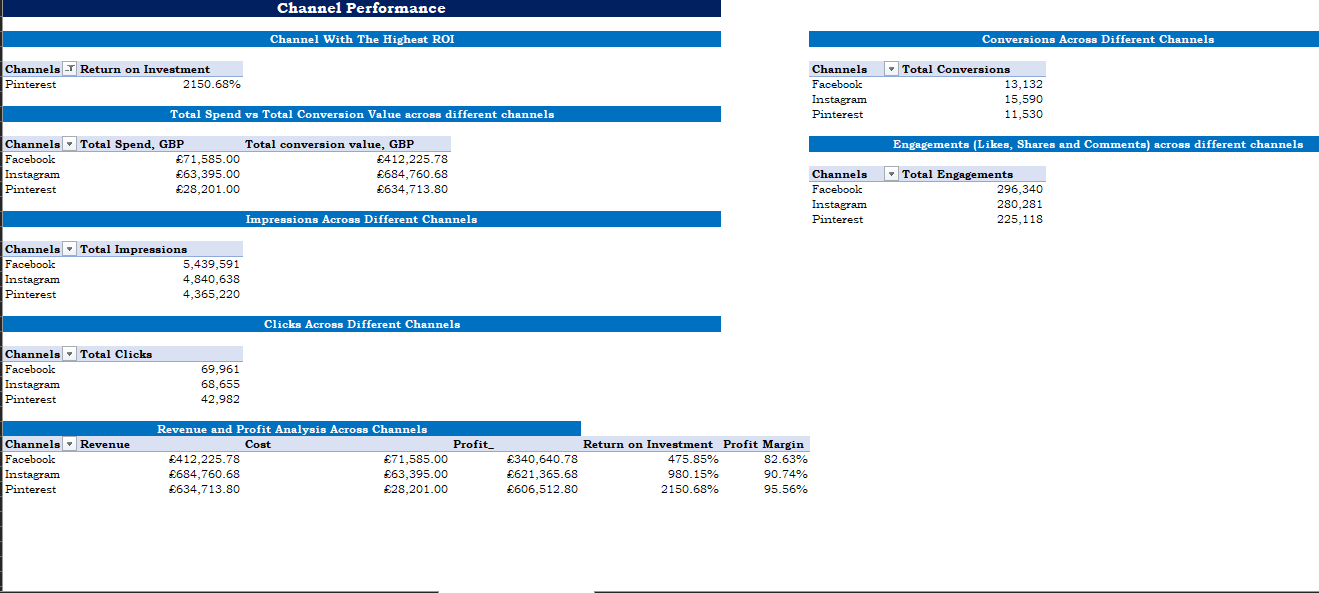 Channel Performance
Channel With The Highest ROI
Channels Return on Investment
Pinterest 2150.68%
Total Spend vs Total Conversion Value across different channels
Channels Total Spend, GBP Total conversion value, GBP
Facebook £71,585.00 £412,225.78
Instagram £63,395.00 £684,760.68
Pinterest £28,201.00 £634,713.80
Impressions Across Different Channels
Channels Total Impressions
Facebook 5,439,591
Instagram 4,840,638
Pinterest 4,365,220
Clicks Across Different Channels
Channels Total Clicks
Facebook 69,961
Instagram 68,655
Pinterest 42,982
Revenue and Profit Analysis Across Channels
Channels Revenue Cost Profit_ Return on Investment Profit Margin
Facebook £412,225.78 £71,585.00 £340,640.78 475.85% 82.63%
Instagram £684,760.68 £63,395.00 £621,365.68 980.15% 90.74%
Pinterest £634,713.80 £28,201.00 £606,512.80 2150.68% 95.56%
Conversions Across Different Channels
Channels Total Conversions
Facebook 13,132
Instagram 15,590
Pinterest 11,530
Engagements (Likes, Shares and Comments) across different channels
Channels Total Engagements
Facebook 296,340
Instagram 280,281
Pinterest 225,118